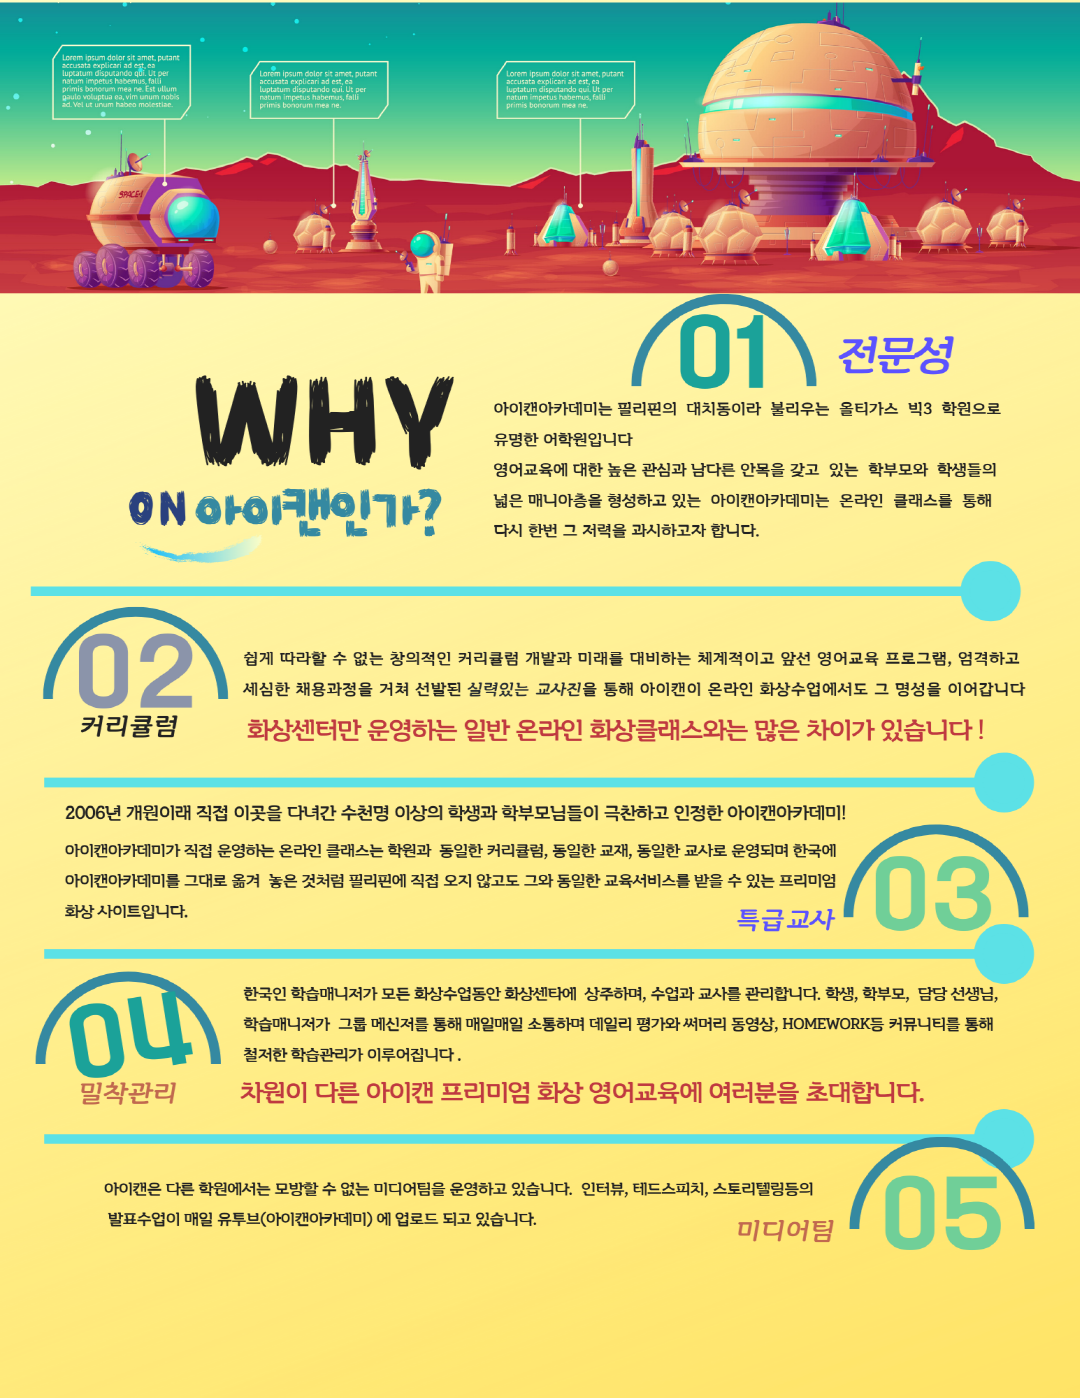 Lorem ipsum dolor sit amet, putant
accusata explicari ad est, ea
luptatum disputando qui. Ut per
natum impetus habemus, falli
primis bonorum mea ne. Est ullum
gaulo voluptua ea, vim unum nobis
ad. Vel ut unum habeo molestiae.
Lorem ipsum dolor sit amet, putant
accusata explicari ad est, ea
luptatum disputando qui. Ut per
natum impetus habemus, falli
primis bonorum mea ne.
Lorem ipsum dolor sit amet, putant
accusata explicari ad est, ea
luptatum disputando qui. Ut per
natum impetus habemus, falli
primis bonorum mea ne.
WHY
ON 아이캔인가?
01
전문성
아이캔아카데미는 필리핀의 대치동이라 불리우는 올티가스 빅3 학원으로
유명한 어학원입니다
영어교육에 대한 높은 관심과 남다른 안목을 갖고 있는 학부모와 학생들의
넓은 매니아층을 형성하고 있는 아이캔아카데미는 온라인 클래스를 통해
다시 한번 그 저력을 과시하고자 합니다.
02
커리큘럼
쉽게 따라할 수 없는 창의적인 커리큘럼 개발과 미래를 대비하는 체계적이고 앞선 영어교육 프로그램, 엄격하고
세심한 채용과정을 거쳐 선발된 실력있는 교사진을 통해 아이캔이 온라인 화상수업에서도 그 명성을 이어갑니다
화상센터만 운영하는 일반 온라인 화상클래스와는 많은 차이가 있습니다 !
2006년 개원이래 직접 이곳을 다녀간 수천명 이상의 학생과 학부모님들이 극찬하고 인정한 아이캔아카데미!
아이캔아카데미가 직접 운영하는 온라인 클래스는 학원과 동일한 커리큘럼, 동일한 교재, 동일한 교사로 운영되며 한국에
아이캔아카데미를 그대로 옮겨 놓은 것처럼 필리핀에 직접 오지 않고도 그와 동일한 교육서비스를 받을 수 있는 프리미엄
화상 사이트입니다.
특급교사
03
04
밀착관리
한국인 학습매니저가 모든 화상수업동안 화상센타에 상주하며, 수업과 교사를 관리합니다. 학생, 학부모, 담당 선생님,
학습매니저가 그룹 메신저를 통해 매일매일 소통하며 데일리 평가와 써머리 동영상, HOMEWORK등 커뮤니티를 통해
철저한 학습관리가 이루어집니다 .
차원이 다른 아이캔 프리미엄 화상 영어교육에 여러분을 초대합니다.
아이캔은 다른 학원에서는 모방할 수 없는 미디어팀을 운영하고 있습니다. 인터뷰, 테드스피치, 스토리텔링등의
발표수업이 매일 유투브(아이캔아카데미) 에 업로드 되고 있습니다.
미디어팀
05